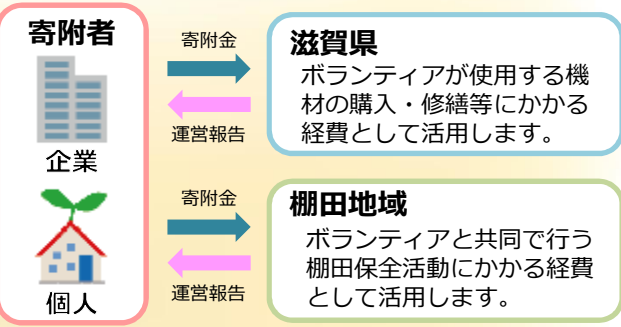 寄附者
企業
個人
寄附金
運営報告
滋賀県
ボランティアが使用する機
材の購入・修繕等にかかる
経費として活用します。
寄附金
運営報告
棚田地域
ボランティアと共同で行う
棚田保全活動にかかる経費
として活用します。